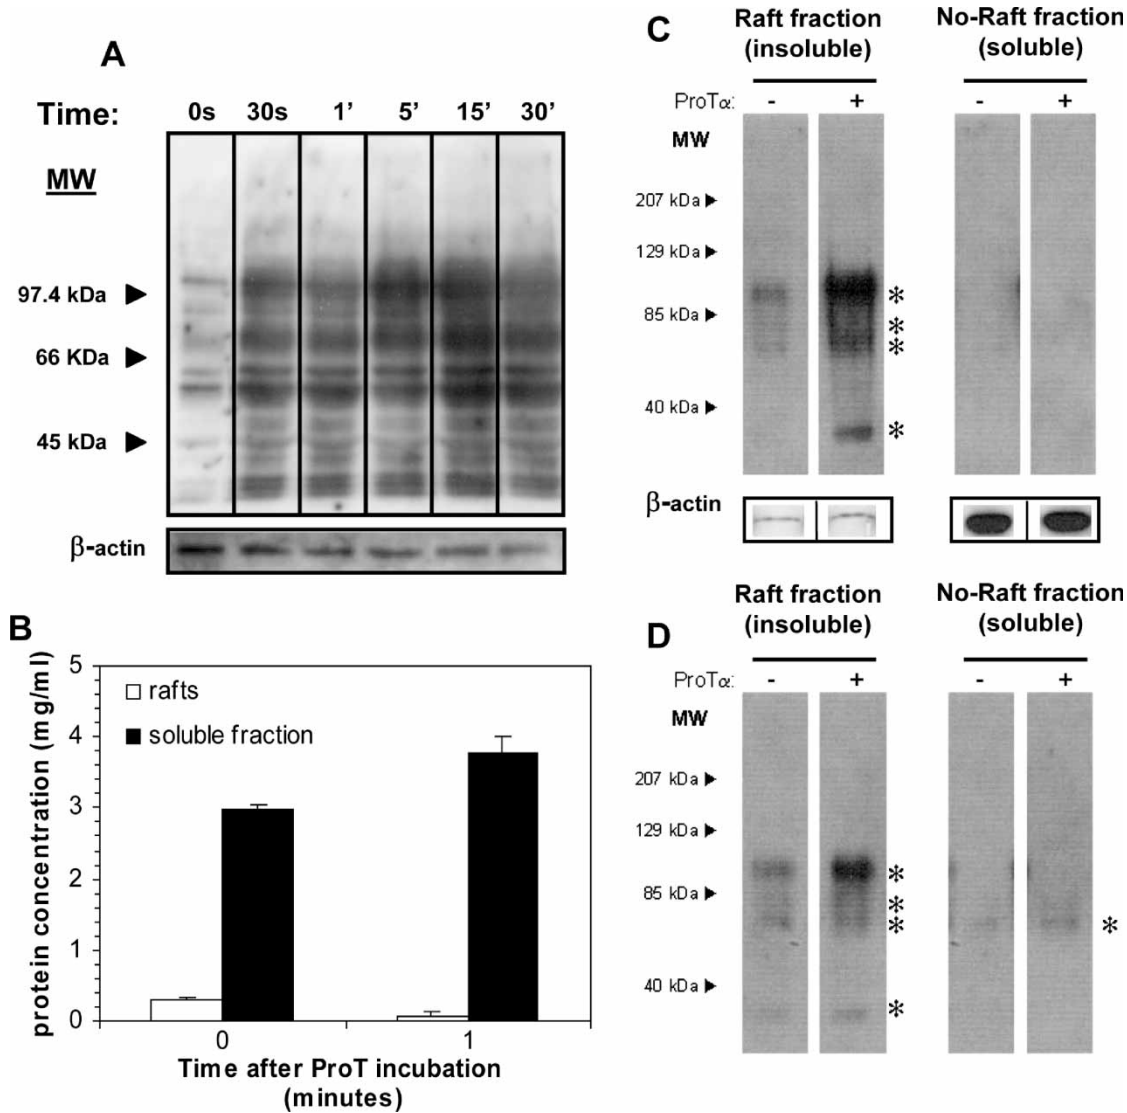 A
Time: 0s 30s 1' 5' 15' 30'
MW
97.4 kDa
66 KDa
45 kDa
β-actin
B
protein concentration (mg/ml)
5
4
3
2
1
0
rafts
soluble fraction
0 1
Time after ProT incubation
(minutes)
C
Raft fraction
(insoluble)
No-Raft fraction
(soluble)
ProTα: - + - +
MW
207 kDa
129 kDa
85 kDa
*
*
*
40 kDa
*
β-actin
D
Raft fraction
(insoluble)
No-Raft fraction
(soluble)
ProTα: - + - +
MW
207 kDa
129 kDa
85 kDa
*
*
* *
40 kDa
*